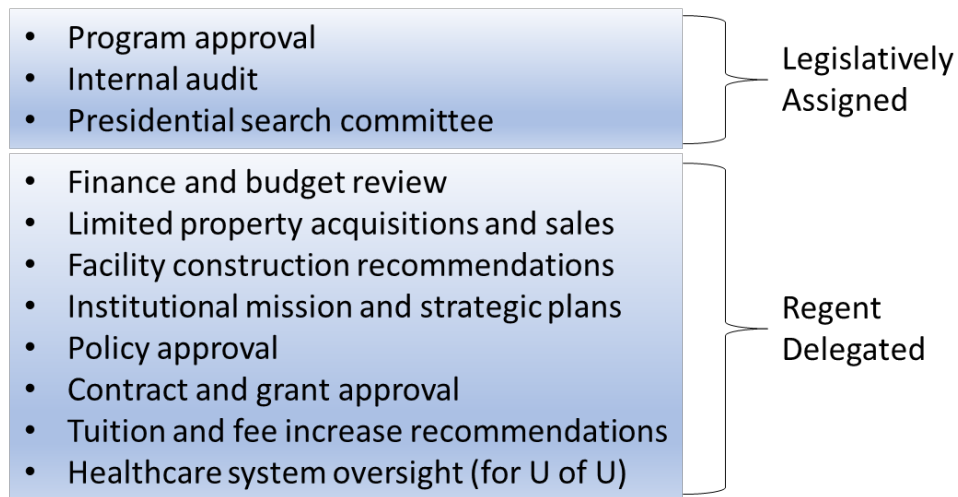 • Program approval
• Internal audit
• Presidential search committee
Legislatively
Assigned
• Finance and budget review
• Limited property acquisitions and sales
• Facility construction recommendations
• Institutional mission and strategic plans
• Policy approval
• Contract and grant approval
• Tuition and fee increase recommendations
• Healthcare system oversight (for U of U)
Regent
Delegated